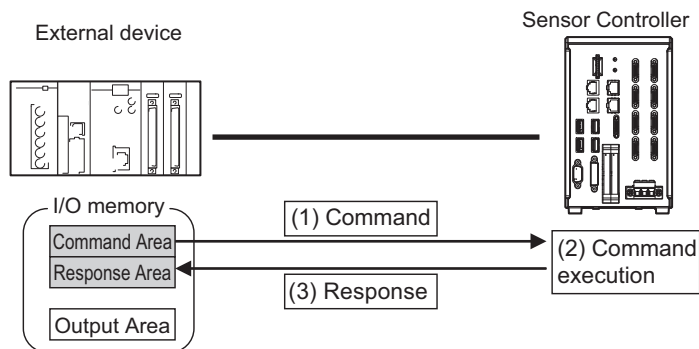 External device
Sensor Controller
I/O memory
Command Area
Response Area
Output Area
(1) Command
(2) Command
execution
(3) Response